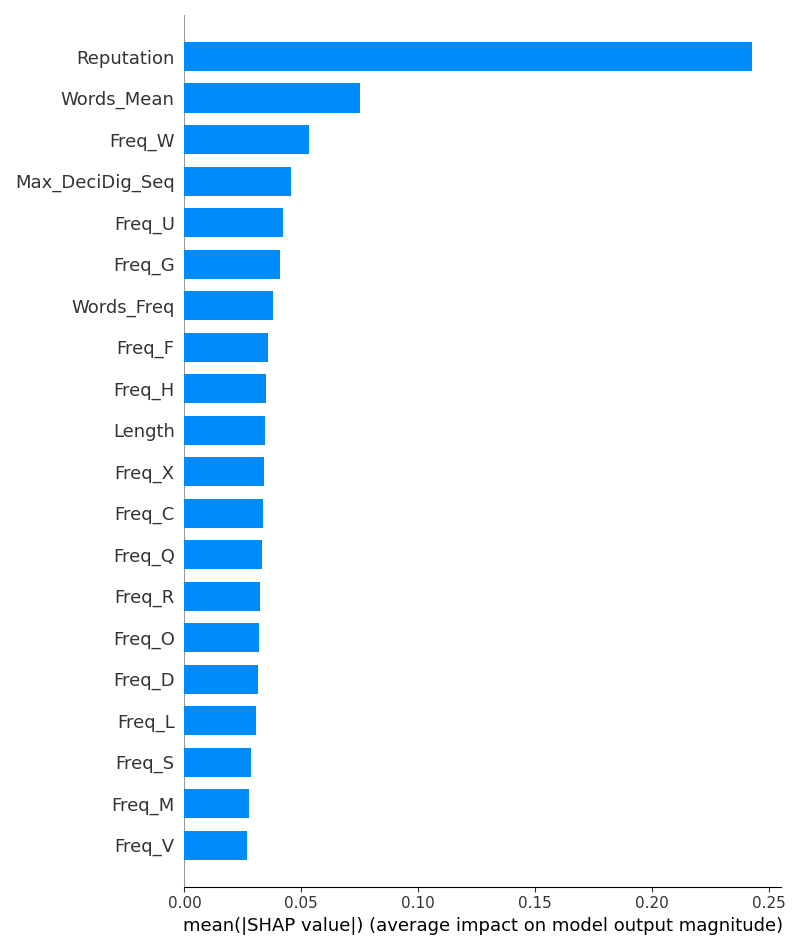 Reputation
Words_Mean
Freq_W
Max_DeciDig_Seq
Freq_U
Freq_G
Words_Freq
Freq_F
Freq_H
Length
Freq_X
Freq_C
Freq_Q
Freq_R
Freq_O
Freq_D
Freq_L
Freq_S
Freq_M
Freq_V
0.00 0.05 0.10 0.15 0.20 0.25
mean(|SHAP value|) (average impact on model output magnitude)